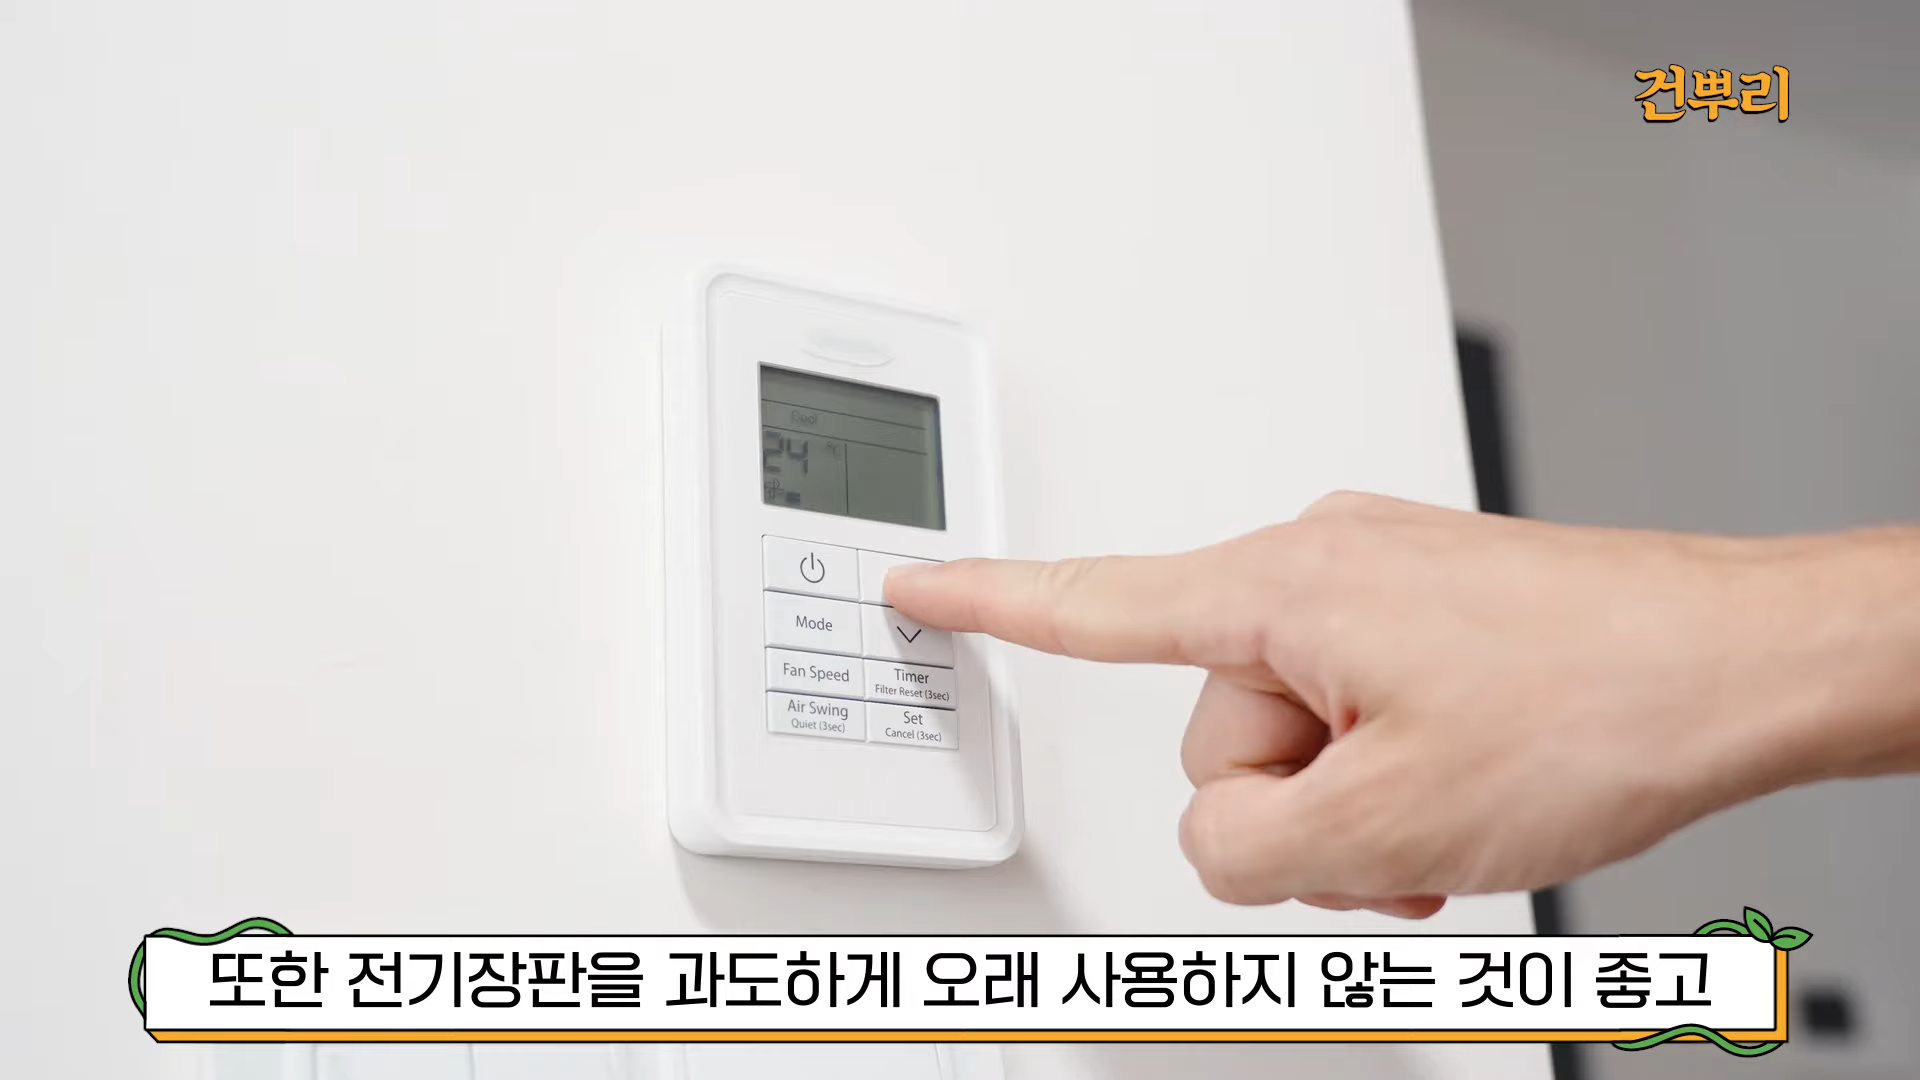 건뿌리
Cool
24 °C
Mode
Fan Speed
Timer
Filter Reset (3sec)
Air Swing
Quiet (3sec)
Set
Cancel (3sec)
또한 전기장판을 과도하게 오래 사용하지 않는 것이 좋고